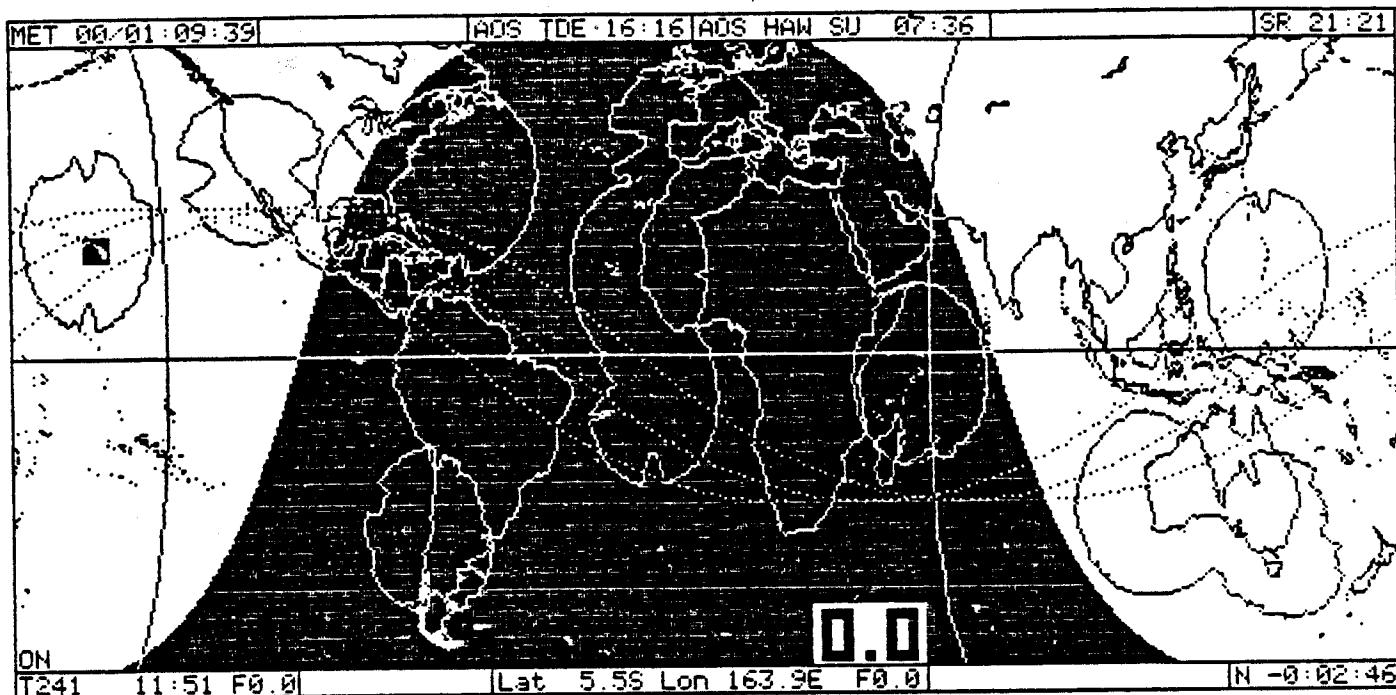 MET 00/01:09:39 AOS TDE 16:16 AOS HAW SU 07:36 SR 21:21
0.0
ON
T241 11:51 F0.0 Lat 5.5S Lon 163.9E F0.0 N -0:02:46